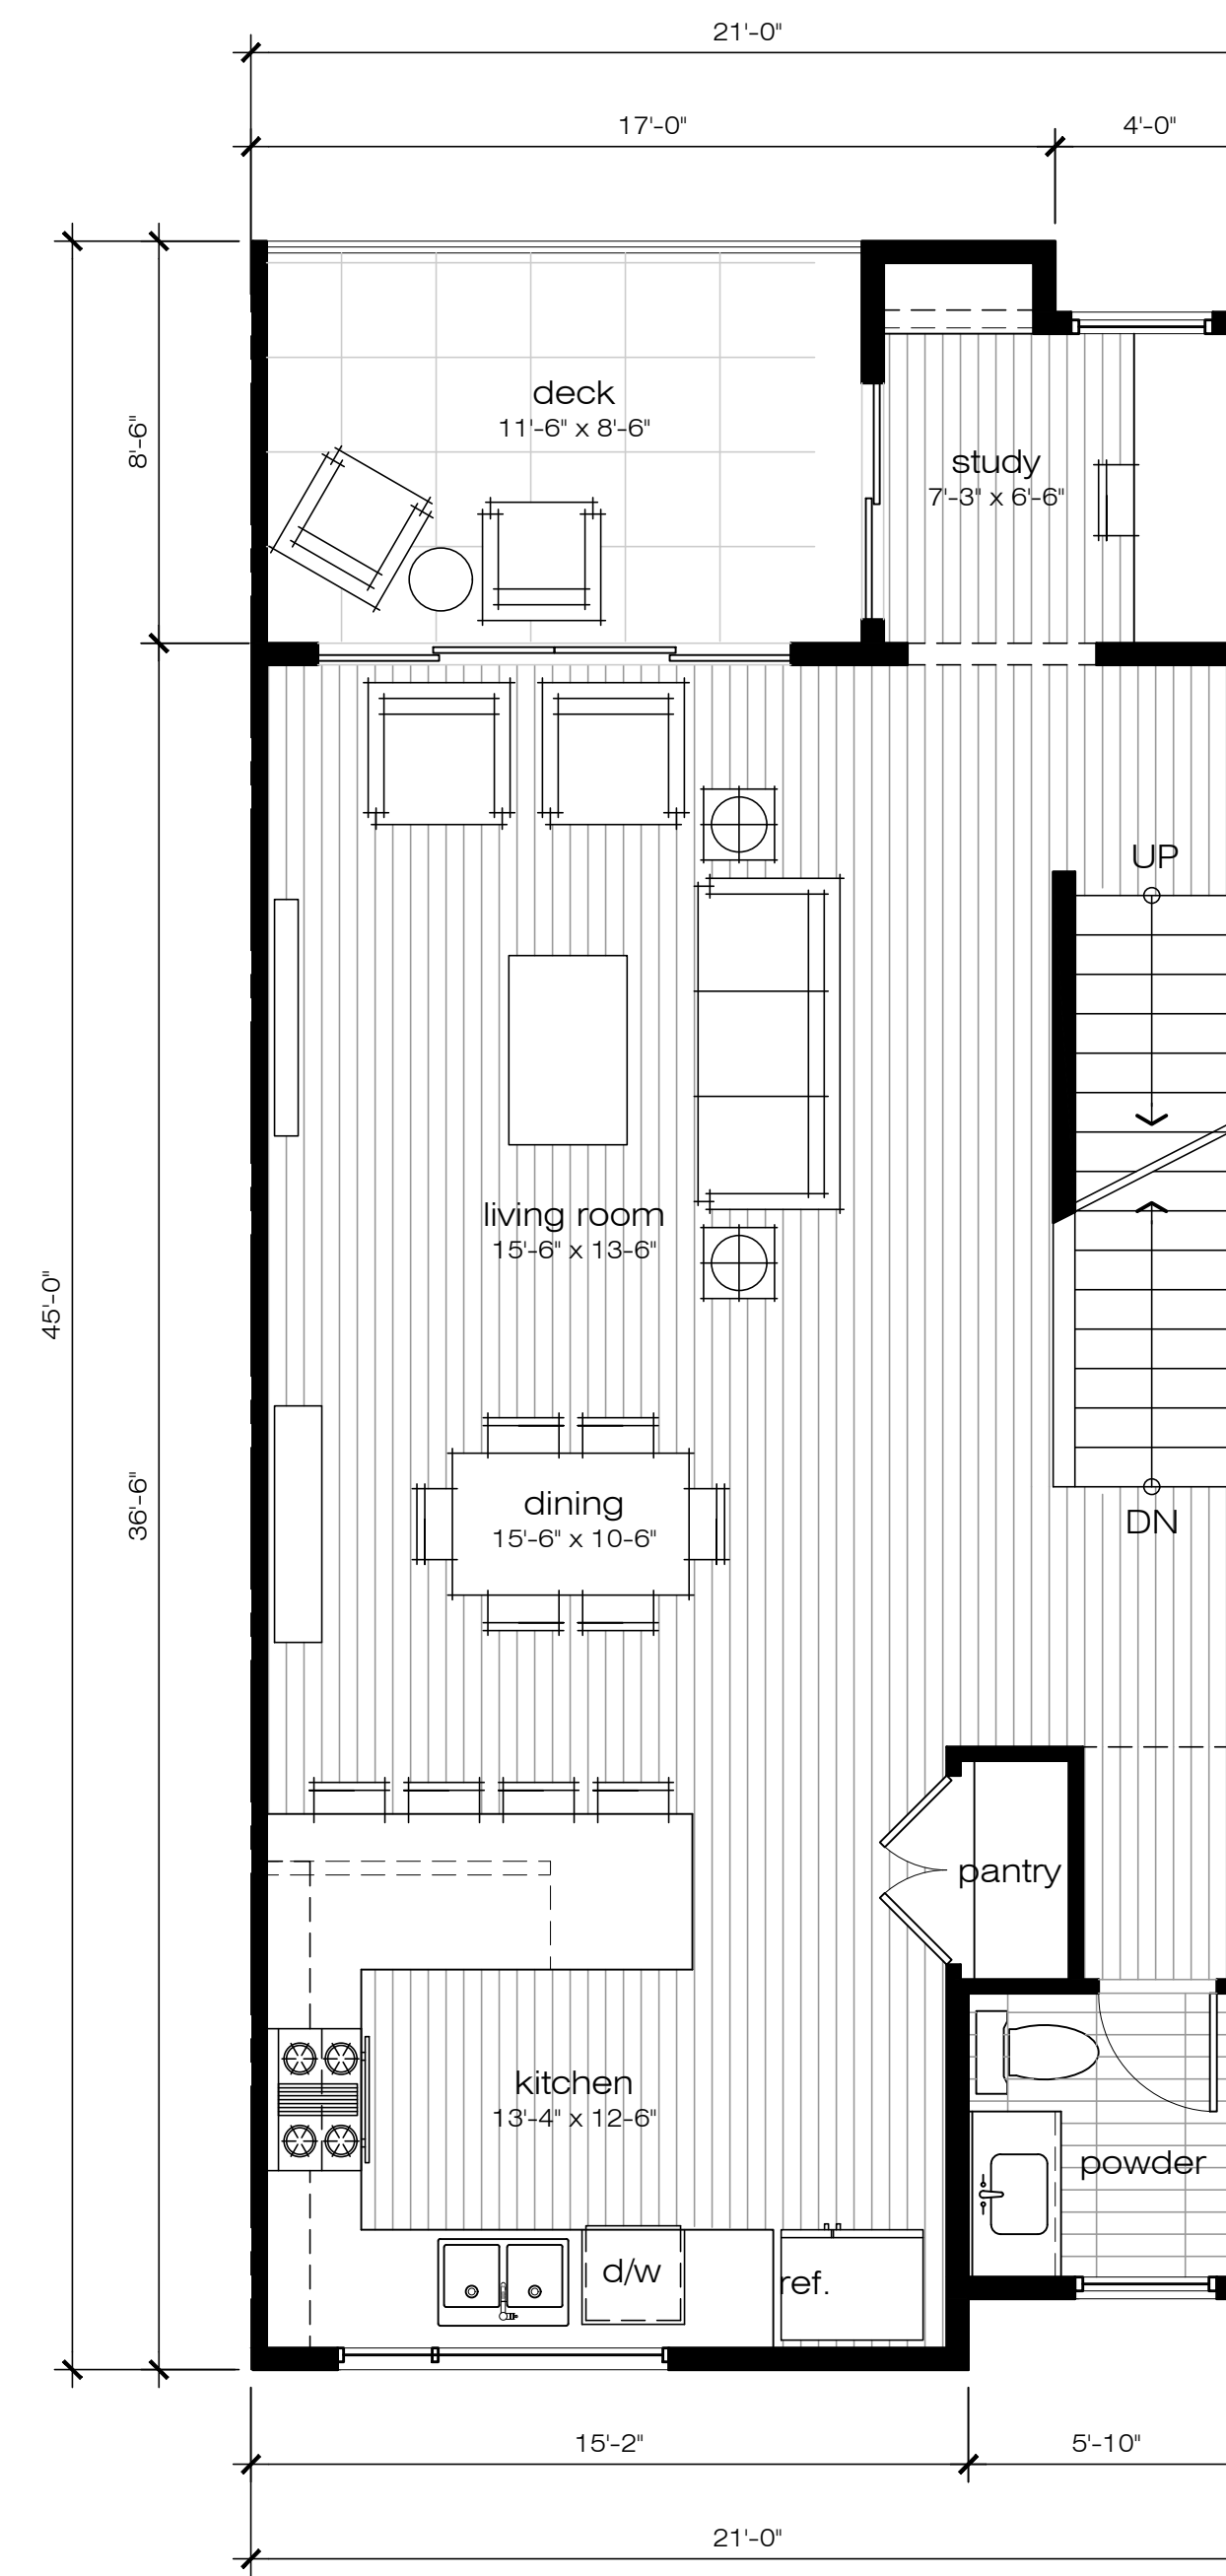 21'-0"
17'-0"
4'-0"
8'-6"
deck
11'-6" x 8'-6"
study
7'-3" x 6'-6"
UP
living room
15'-6" x 13-6"
45'-0"
36'-6"
dining
15'-6" x 10-6"
DN
pantry
kitchen
13'-4" x 12-6"
powder
d/w
ref.
15'-2"
5'-10"
21'-0"